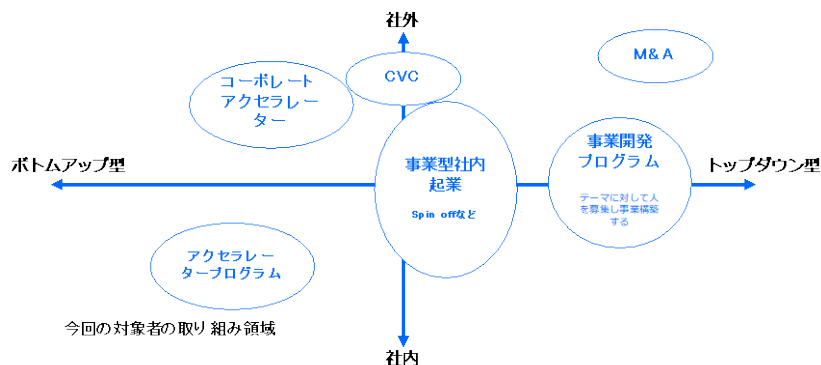 社外
M&A
CVC
コーポレート
アクセラレー
ター
事業開発
プログラム
ボトムアップ型
事業型社内
起業
トップダウン型
Spin offなど
テーマに対して人
を募集し事業構築
する
アクセラレー
タープログラム
今回の対象者の取り組み領域
社内